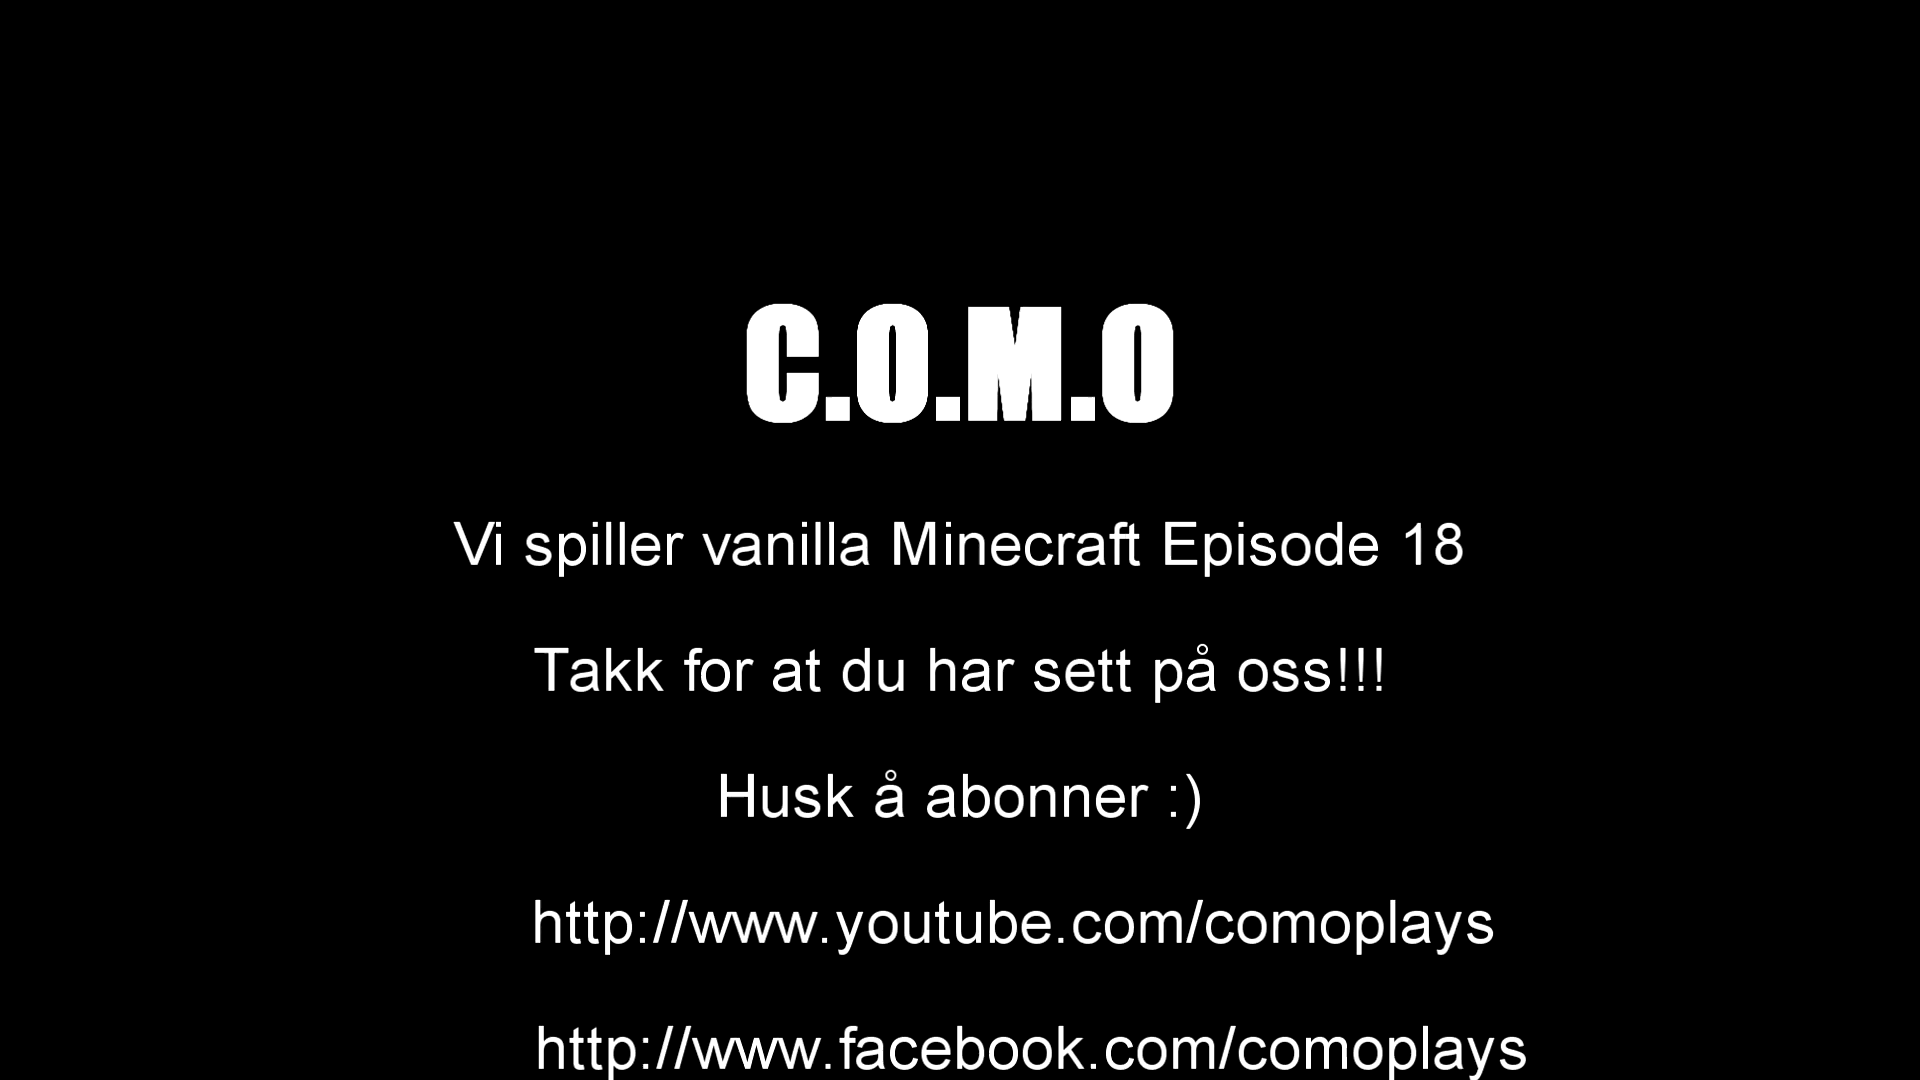 C.O.M.O
Vi spiller vanilla Minecraft Episode 18
Takk for at du har sett på oss!!!
Husk å abonner :)
http://www.youtube.com/comoplays
http://www.facebook.com/comoplays